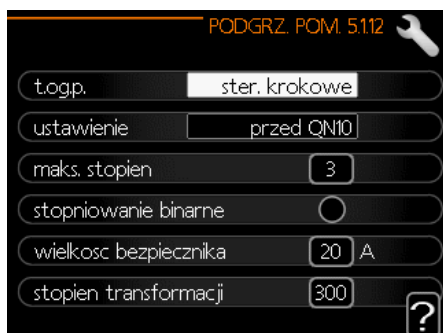 PODGRZ. POM. 5.1.12
t.og.p. ster. krokowe
ustawienie przed QN10
maks. stopien 3
stopniowanie binarne
wielkosc bezpiecznika 20 A
stopien transformacji 300
?